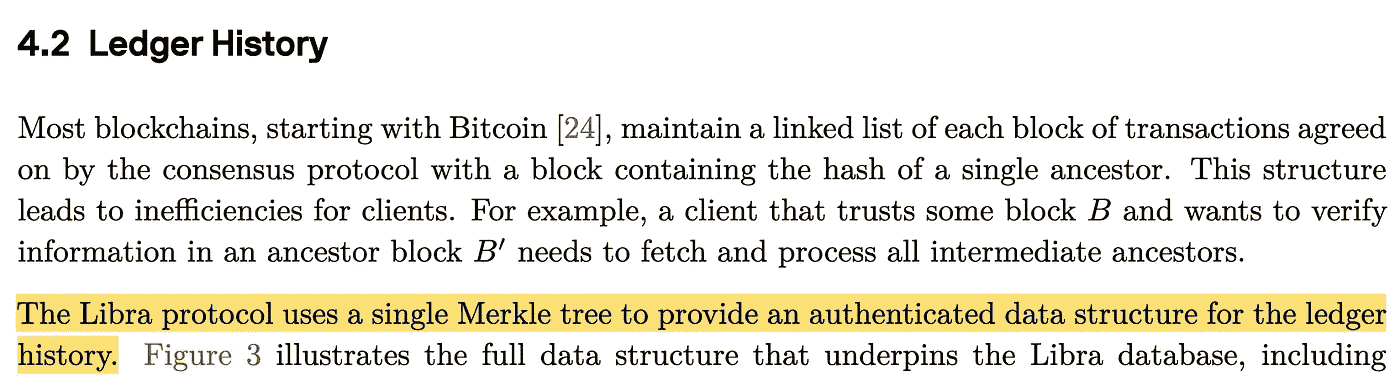 4.2 Ledger History
Most blockchains, starting with Bitcoin [24], maintain a linked list of each block of transactions agreed
on by the consensus protocol with a block containing the hash of a single ancestor. This structure
leads to inefficiencies for clients. For example, a client that trusts some block B and wants to verify
information in an ancestor block B′ needs to fetch and process all intermediate ancestors.
The Libra protocol uses a single Merkle tree to provide an authenticated data structure for the ledger
history. Figure 3 illustrates the full data structure that underpins the Libra database, including